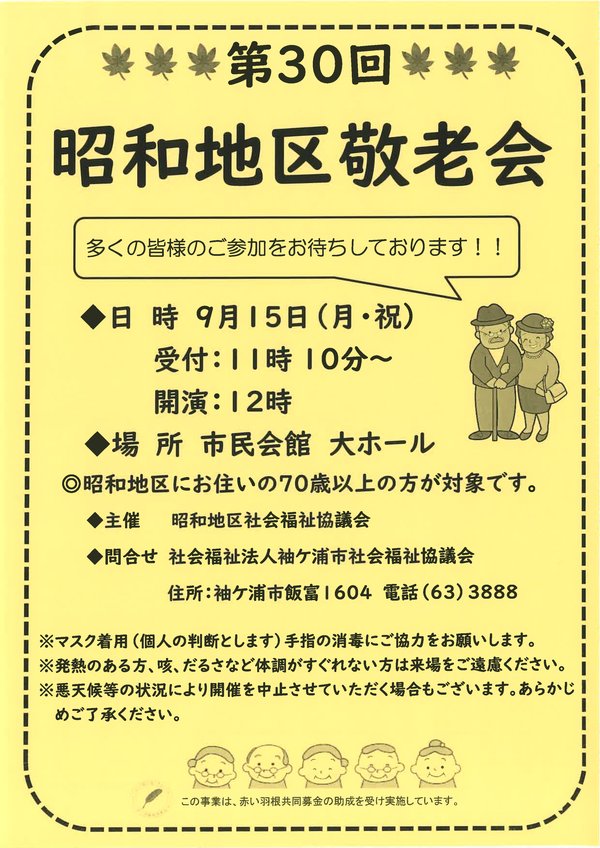 第30回
昭和地区敬老会
多くの皆様のご参加をお待ちしております！！
◆日 時 9月15日(月・祝)
受付：11時10分～
開演：12時
◆場 所 市民会館 大ホール
◎昭和地区にお住いの70歳以上の方が対象です。
◆主催 昭和地区社会福祉協議会
◆問合せ 社会福祉法人袖ケ浦市社会福祉協議会
住所：袖ケ浦市飯富1604 電話(63)3888
※マスク着用(個人の判断とします)手指の消毒にご協力をお願いします。
※発熱のある方、咳、だるさなど体調がすぐれない方は来場をご遠慮ください。
※悪天候等の状況により開催を中止させていただく場合もございます。あらかじ
めご了承ください。
この事業は、赤い羽根共同募金の助成を受け実施しています。